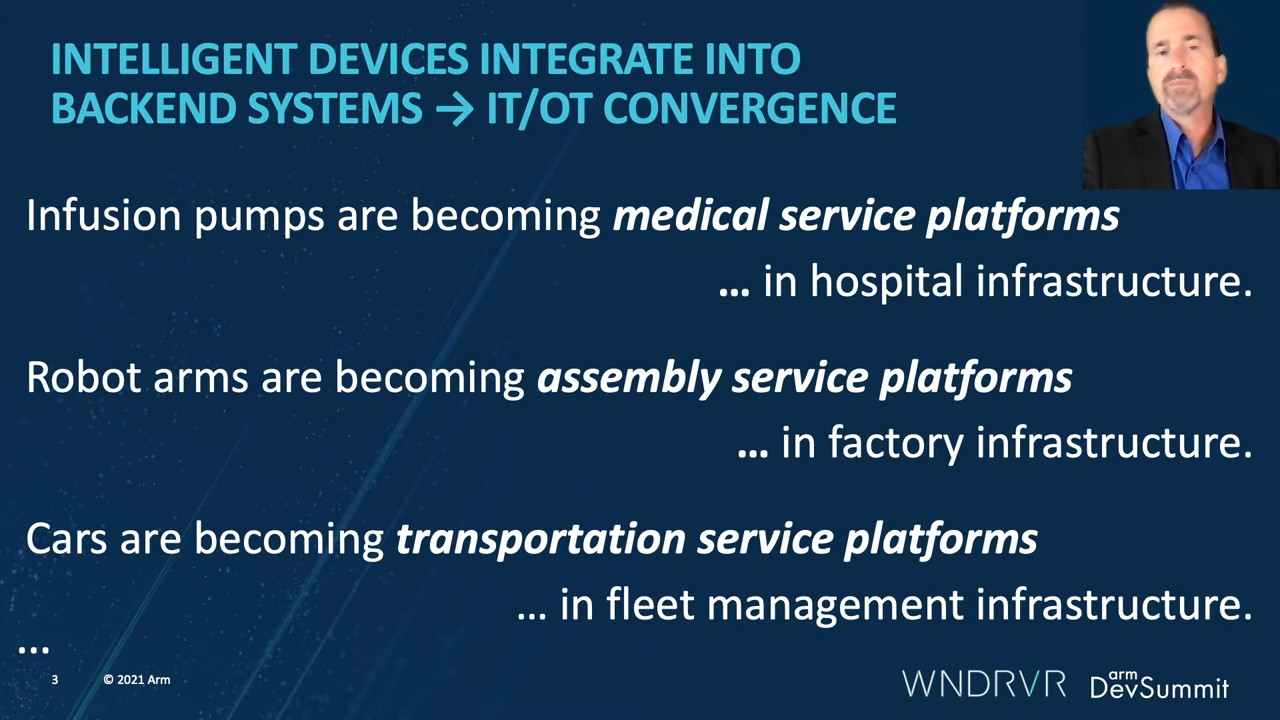 INTELLIGENT DEVICES INTEGRATE INTO
BACKEND SYSTEMS → IT/OT CONVERGENCE
Infusion pumps are becoming medical service platforms
... in hospital infrastructure.
Robot arms are becoming assembly service platforms
... in factory infrastructure.
Cars are becoming transportation service platforms
... in fleet management infrastructure.
...
3 © 2021 Arm
WNDRVR
arm
DevSummit